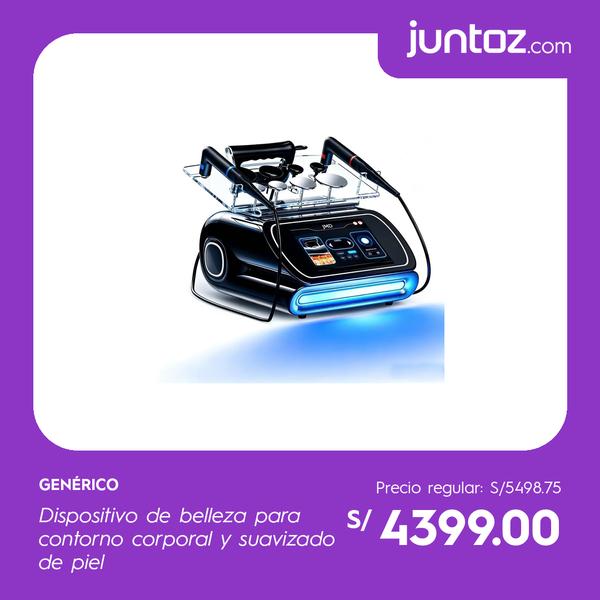 juntoz.com
GENÉRICO
Dispositivo de belleza para
contorno corporal y suavizado
de piel
Precio regular: S/5498.75
S/ 4399.00